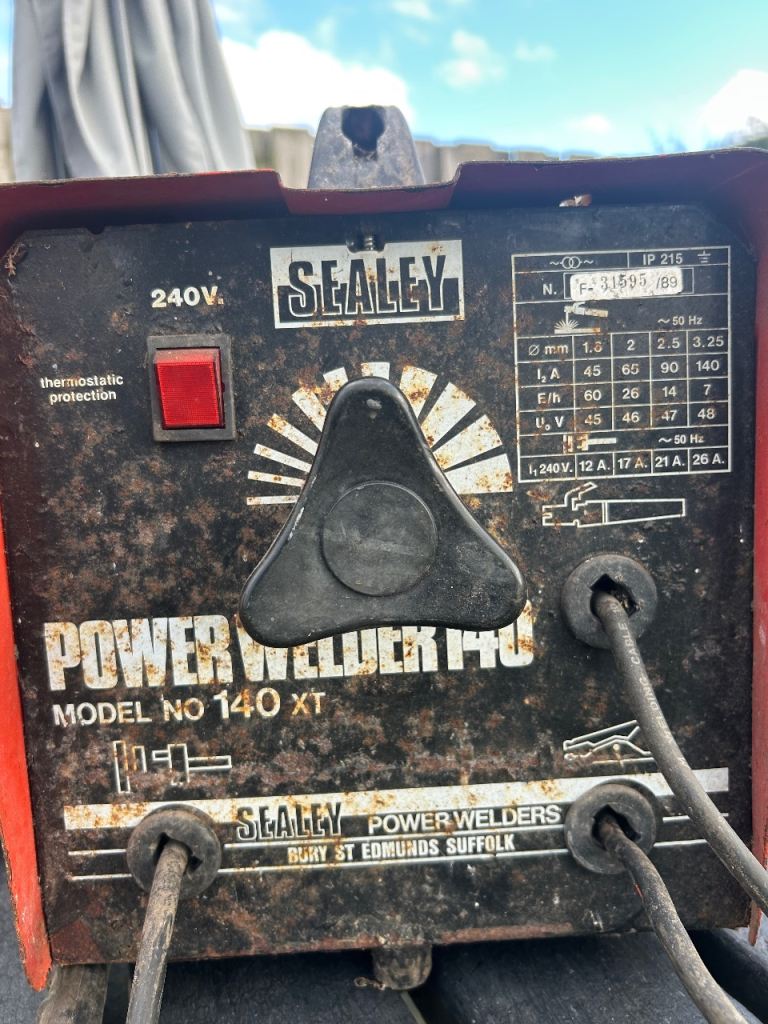 240V.
thermostatic
protection
SEALEY
IP 215
N. F- 31595 /89
~ 50 Hz
Ø mm 1.6 2 2.5 3.25
I₂ A 45 65 90 140
E/h 60 26 14 7
U₀ V 45 46 47 48
~ 50 Hz
I₁ 240 V. 12 A. 17 A. 21 A. 26 A.
POWER WELDER 140
MODEL NO 140 XT
SEALEY POWER WELDERS
BURY ST EDMUNDS SUFFOLK